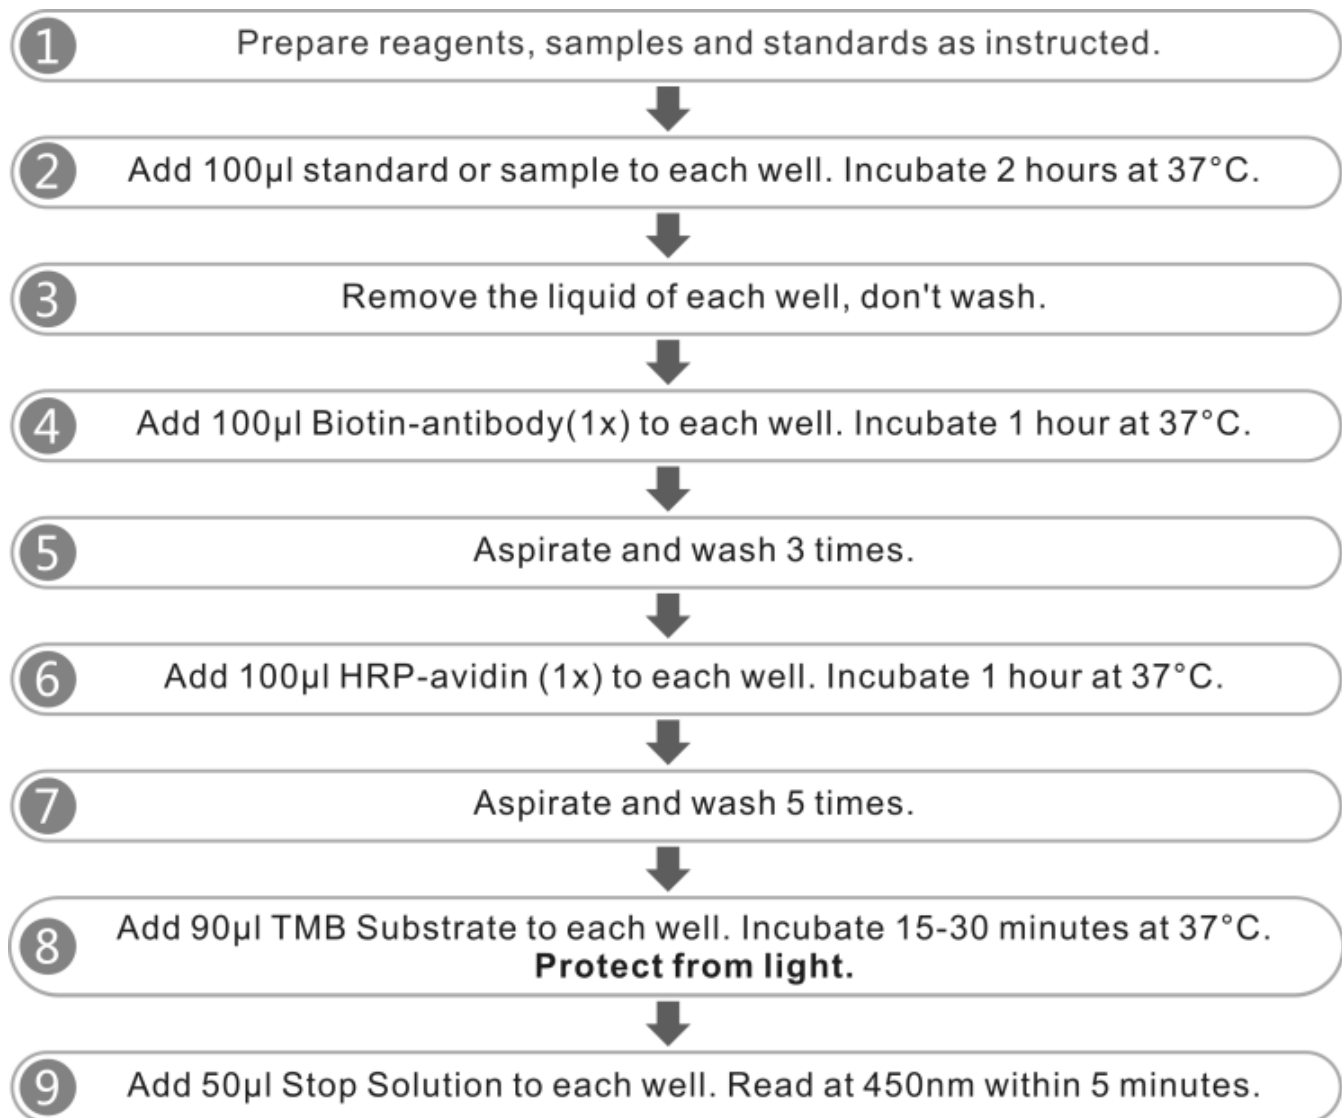 1 Prepare reagents, samples and standards as instructed.
2 Add 100µl standard or sample to each well. Incubate 2 hours at 37°C.
3 Remove the liquid of each well, don't wash.
4 Add 100µl Biotin-antibody(1x) to each well. Incubate 1 hour at 37°C.
5 Aspirate and wash 3 times.
6 Add 100µl HRP-avidin (1x) to each well. Incubate 1 hour at 37°C.
7 Aspirate and wash 5 times.
8 Add 90µl TMB Substrate to each well. Incubate 15-30 minutes at 37°C.
Protect from light.
9 Add 50µl Stop Solution to each well. Read at 450nm within 5 minutes.